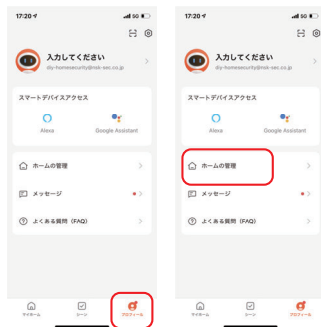 17:20
5G
入力してください
diy-homesecurity@nsk-sec.co.jp
スマートデバイスアクセス
Alexa
Google Assistant
ホームの管理
メッセージ
よくある質問 (FAQ)
マイホーム
シーン
プロフィール
17:20
5G
入力してください
diy-homesecurity@nsk-sec.co.jp
スマートデバイスアクセス
Alexa
Google Assistant
ホームの管理
メッセージ
よくある質問 (FAQ)
マイホーム
シーン
プロフィール